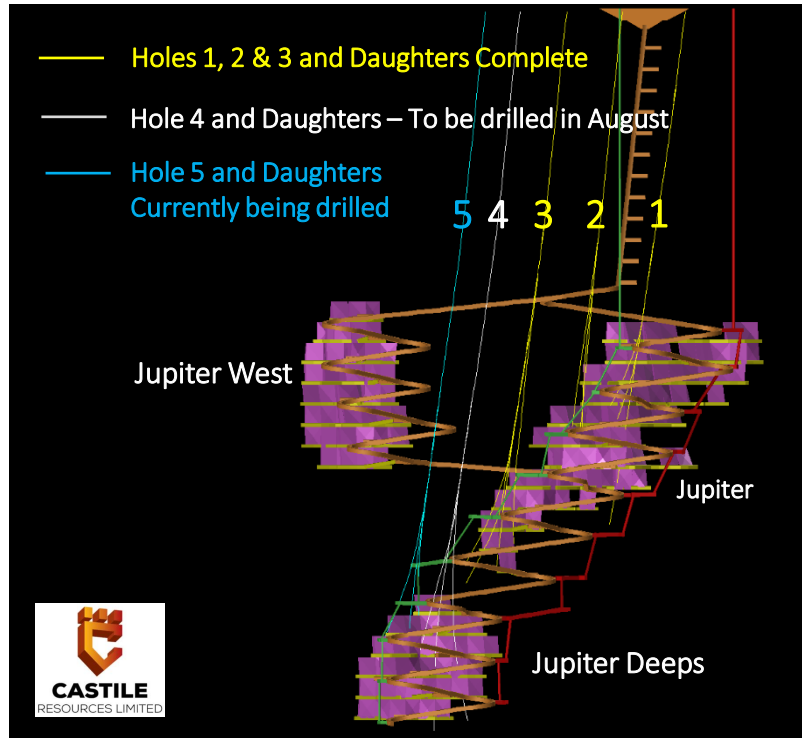 Holes 1, 2 & 3 and Daughters Complete
Hole 4 and Daughters – To be drilled in August
Hole 5 and Daughters
Currently being drilled
5 4 3 2 1
Jupiter West
Jupiter
Jupiter Deeps
CASTILE
RESOURCES LIMITED